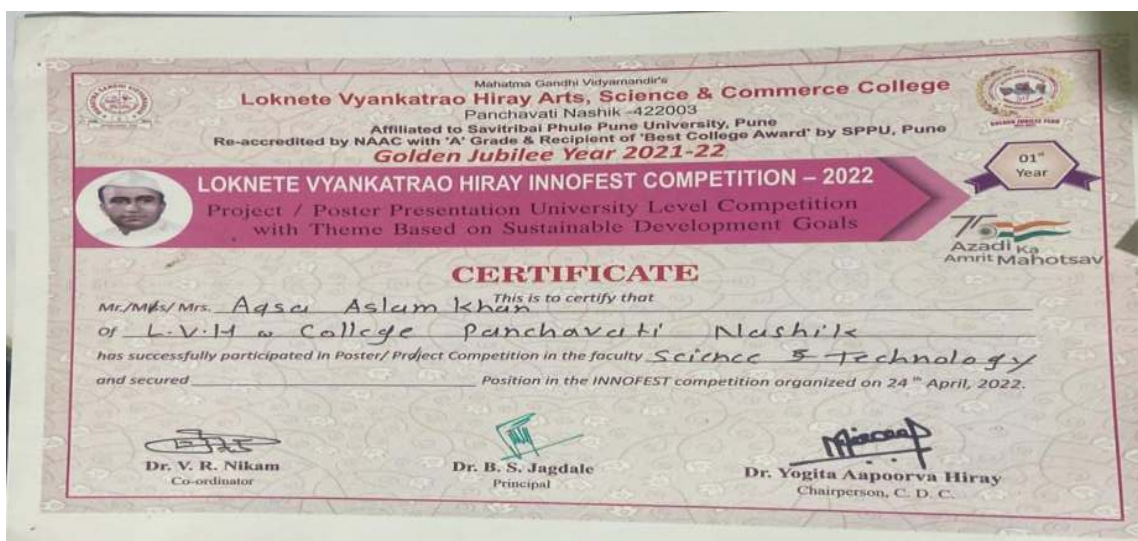 Mahatma Gandhi Vidyamandir's
Loknete Vyankatrao Hiray Arts, Science & Commerce College
Panchavati Nashik -422003
Affiliated to Savitribai Phule Pune University, Pune
Re-accredited by NAAC with 'A' Grade & Recipient of 'Best College Award' by SPPU, Pune
Golden Jubilee Year 2021-22
01st
Year
LOKNETE VYANKATRAO HIRAY INNOFEST COMPETITION – 2022
Project / Poster Presentation University Level Competition
with Theme Based on Sustainable Development Goals
75
Azadi Ka
Amrit Mahotsav
CERTIFICATE
This is to certify that
Mr./Miss/ Mrs. Aqsa Aslam Khan
of L.V.H College Panchavati Nashik
has successfully participated in Poster/ Project Competition in the faculty Science & Technology
and secured Position in the INNOFEST competition organized on 24th April, 2022.
Dr. V. R. Nikam
Co-ordinator
Dr. B. S. Jagdale
Principal
Dr. Yogita Aapoorva Hiray
Chairperson, C. D. C.